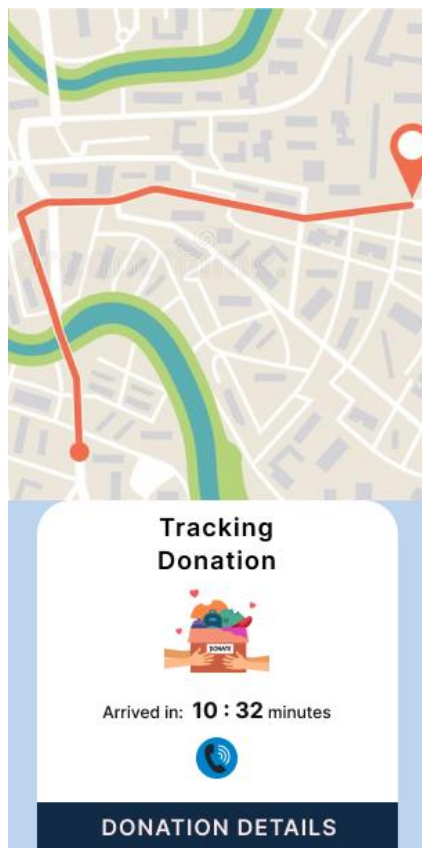 Tracking
Donation
DONATE
Arrived in: 10 : 32 minutes
DONATION DETAILS